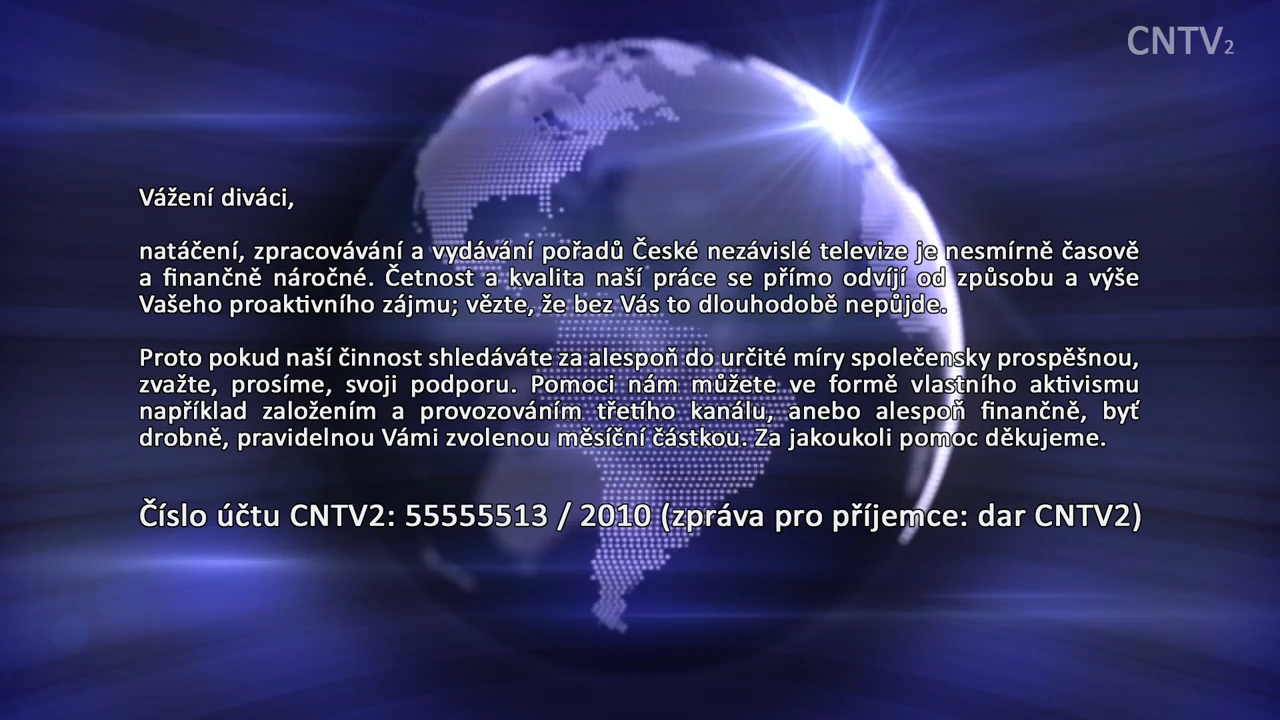 CNTV2
Vážení diváci,
natáčení, zpracovávání a vydávání pořadů České nezávislé televize je nesmírně časově
a finančně náročné. Četnost a kvalita naší práce se přímo odvíjí od způsobu a výše
Vašeho proaktivního zájmu; vězte, že bez Vás to dlouhodobě nepůjde.
Proto pokud naší činnost shledáváte za alespoň do určité míry společensky prospěšnou,
zvažte, prosíme, svoji podporu. Pomoci nám můžete ve formě vlastního aktivismu
například založením a provozováním třetího kanálu, anebo alespoň finančně, byť
drobně, pravidelnou Vámi zvolenou měsíční částkou. Za jakoukoli pomoc děkujeme.
Číslo účtu CNTV2: 55555513 / 2010 (zpráva pro příjemce: dar CNTV2)